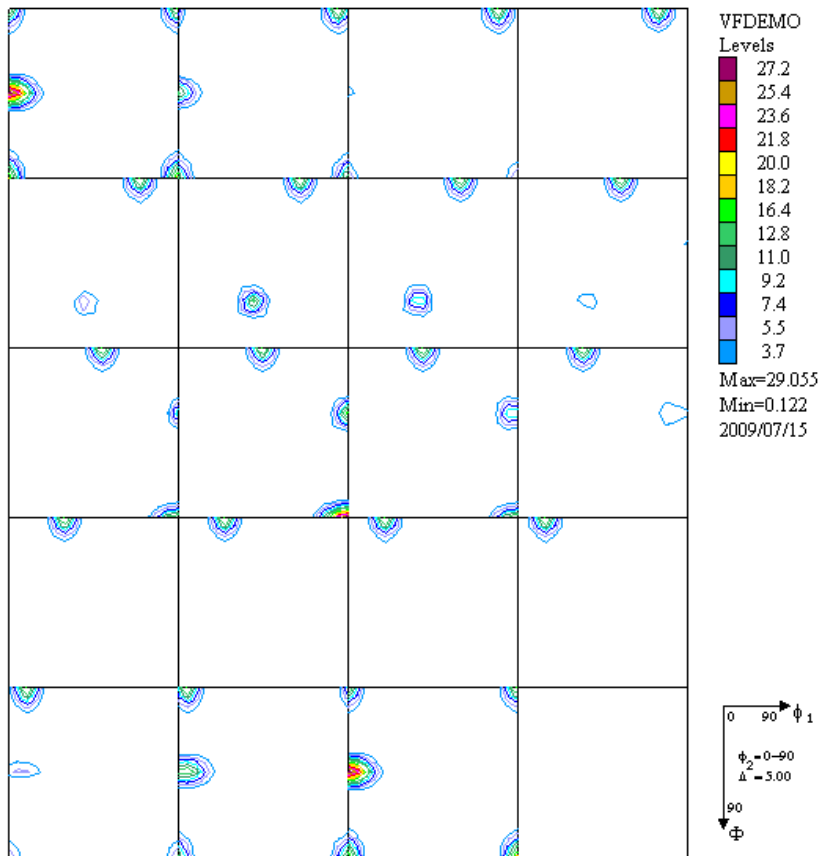 VFDEMO
Levels
27.2
25.4
23.6
21.8
20.0
18.2
16.4
12.8
11.0
9.2
7.4
5.5
3.7
Max=29.055
Min=0.122
2009/07/15
0 90 ϕ1
ϕ2=0-90
Δ=5.00
90
Φ